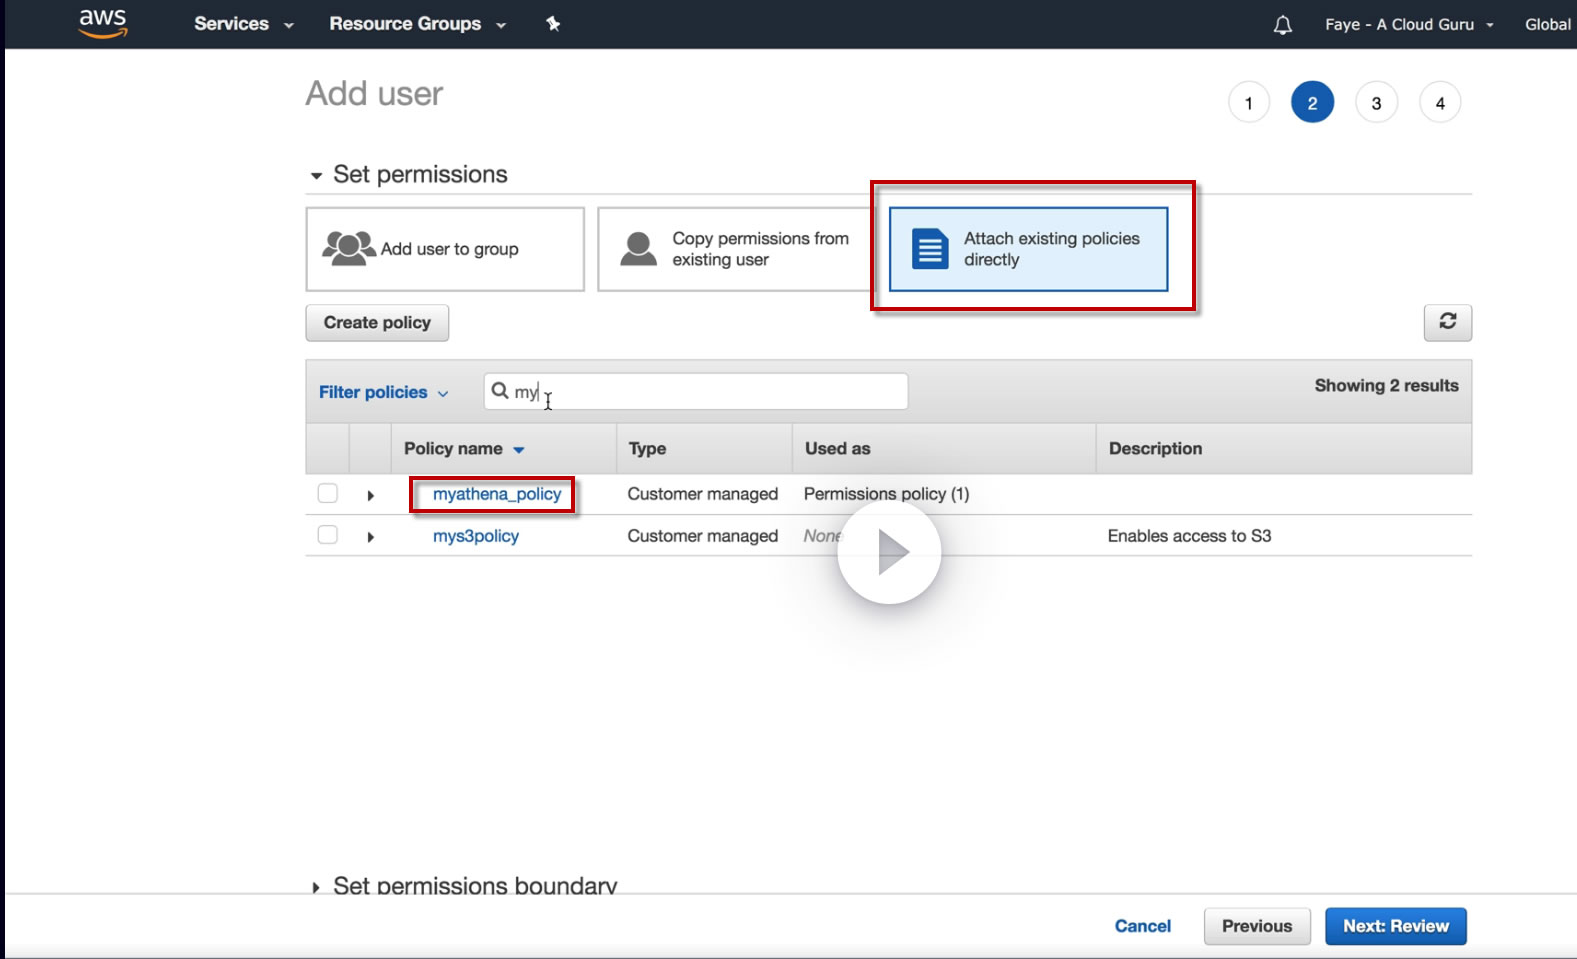 aws Services Resource Groups Faye - A Cloud Guru Global
Add user
1 2 3 4
Set permissions
Add user to group
Copy permissions from
existing user
Attach existing policies
directly
Create policy
Filter policies my Showing 2 results
Policy name Type Used as Description
myathena_policy Customer managed Permissions policy (1)
mys3policy Customer managed None Enables access to S3
Set permissions boundary
Cancel Previous Next: Review